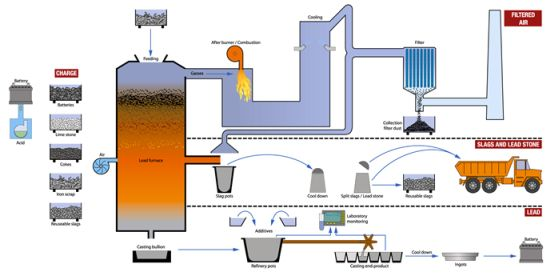 FILTERED
AIR
Cooling
After burner / Combustion
Feeding
Gasses
Filter
Battery
Acid
CHARGE
Batteries
Lime stone
Cokes
Iron scrap
Reuseable slags
Air
Lead furnace
Collection
filter dust
SLAGS AND LEAD STONE
Slag pots
Cool down
Split slags / Lead stone
Reusable slags
LEAD
Additives
Laboratory
monitoring
Casting bullion
Refinery pots
Casting end product
Cool down
Ingots
Battery